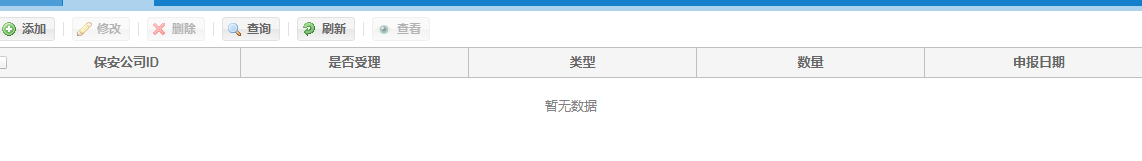 添加 修改 删除 查询 刷新 查看
保安公司ID 是否受理 类型 数量 申报日期
暂无数据